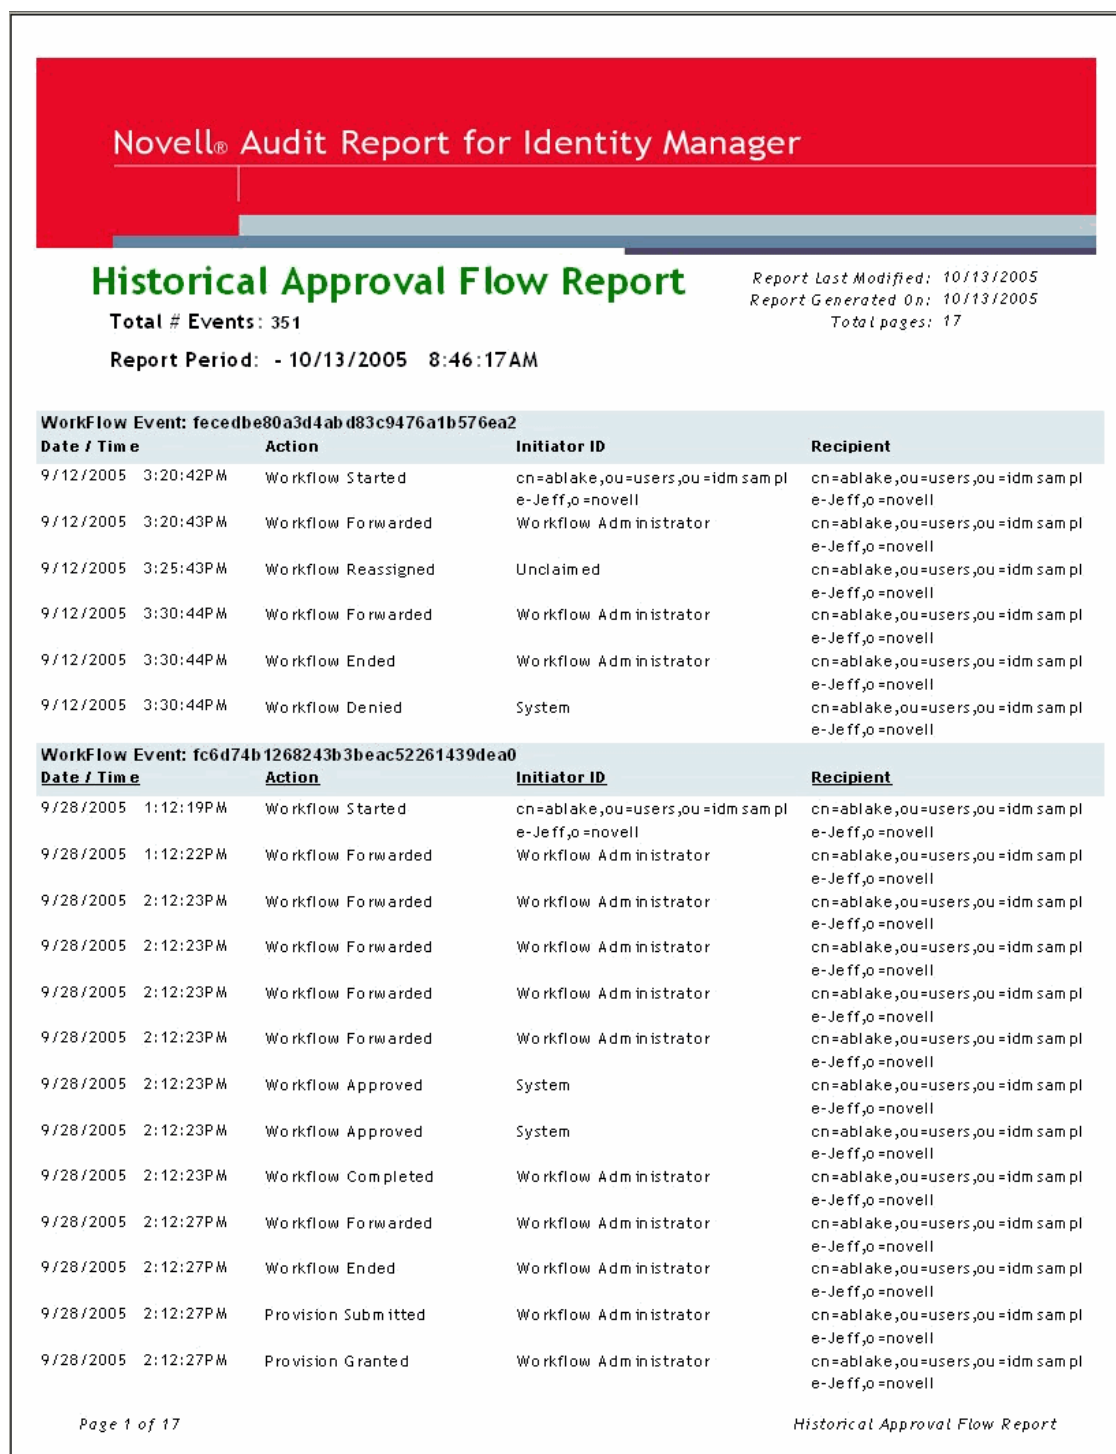 Novell® Audit Report for Identity Manager
Historical Approval Flow Report
Report Last Modified: 10/13/2005
Report Generated On: 10/13/2005
Total pages: 17
Total # Events: 351
Report Period: - 10/13/2005 8:46:17AM
WorkFlow Event: fecedbe80a3d4abd83c9476a1b576ea2
Date / Time Action Initiator ID Recipient
9/12/2005 3:20:42PM Workflow Started cn=ablake,ou=users,ou=idmsampl cn=ablake,ou=users,ou=idmsampl
e-Jeff,o=novell e-Jeff,o=novell
9/12/2005 3:20:43PM Workflow Forwarded Workflow Administrator cn=ablake,ou=users,ou=idmsampl
e-Jeff,o=novell
9/12/2005 3:25:43PM Workflow Reassigned Unclaimed cn=ablake,ou=users,ou=idmsampl
e-Jeff,o=novell
9/12/2005 3:30:44PM Workflow Forwarded Workflow Administrator cn=ablake,ou=users,ou=idmsampl
e-Jeff,o=novell
9/12/2005 3:30:44PM Workflow Ended Workflow Administrator cn=ablake,ou=users,ou=idmsampl
e-Jeff,o=novell
9/12/2005 3:30:44PM Workflow Denied System cn=ablake,ou=users,ou=idmsampl
e-Jeff,o=novell
WorkFlow Event: fc6d74b1268243b3beac52261439dea0
Date / Time Action Initiator ID Recipient
9/28/2005 1:12:19PM Workflow Started cn=ablake,ou=users,ou=idmsampl cn=ablake,ou=users,ou=idmsampl
e-Jeff,o=novell e-Jeff,o=novell
9/28/2005 1:12:22PM Workflow Forwarded Workflow Administrator cn=ablake,ou=users,ou=idmsampl
e-Jeff,o=novell
9/28/2005 2:12:23PM Workflow Forwarded Workflow Administrator cn=ablake,ou=users,ou=idmsampl
e-Jeff,o=novell
9/28/2005 2:12:23PM Workflow Forwarded Workflow Administrator cn=ablake,ou=users,ou=idmsampl
e-Jeff,o=novell
9/28/2005 2:12:23PM Workflow Forwarded Workflow Administrator cn=ablake,ou=users,ou=idmsampl
e-Jeff,o=novell
9/28/2005 2:12:23PM Workflow Forwarded Workflow Administrator cn=ablake,ou=users,ou=idmsampl
e-Jeff,o=novell
9/28/2005 2:12:23PM Workflow Approved System cn=ablake,ou=users,ou=idmsampl
e-Jeff,o=novell
9/28/2005 2:12:23PM Workflow Approved System cn=ablake,ou=users,ou=idmsampl
e-Jeff,o=novell
9/28/2005 2:12:23PM Workflow Completed Workflow Administrator cn=ablake,ou=users,ou=idmsampl
e-Jeff,o=novell
9/28/2005 2:12:27PM Workflow Forwarded Workflow Administrator cn=ablake,ou=users,ou=idmsampl
e-Jeff,o=novell
9/28/2005 2:12:27PM Workflow Ended Workflow Administrator cn=ablake,ou=users,ou=idmsampl
e-Jeff,o=novell
9/28/2005 2:12:27PM Provision Submitted Workflow Administrator cn=ablake,ou=users,ou=idmsampl
e-Jeff,o=novell
9/28/2005 2:12:27PM Provision Granted Workflow Administrator cn=ablake,ou=users,ou=idmsampl
e-Jeff,o=novell
Page 1 of 17 Historical Approval Flow Report